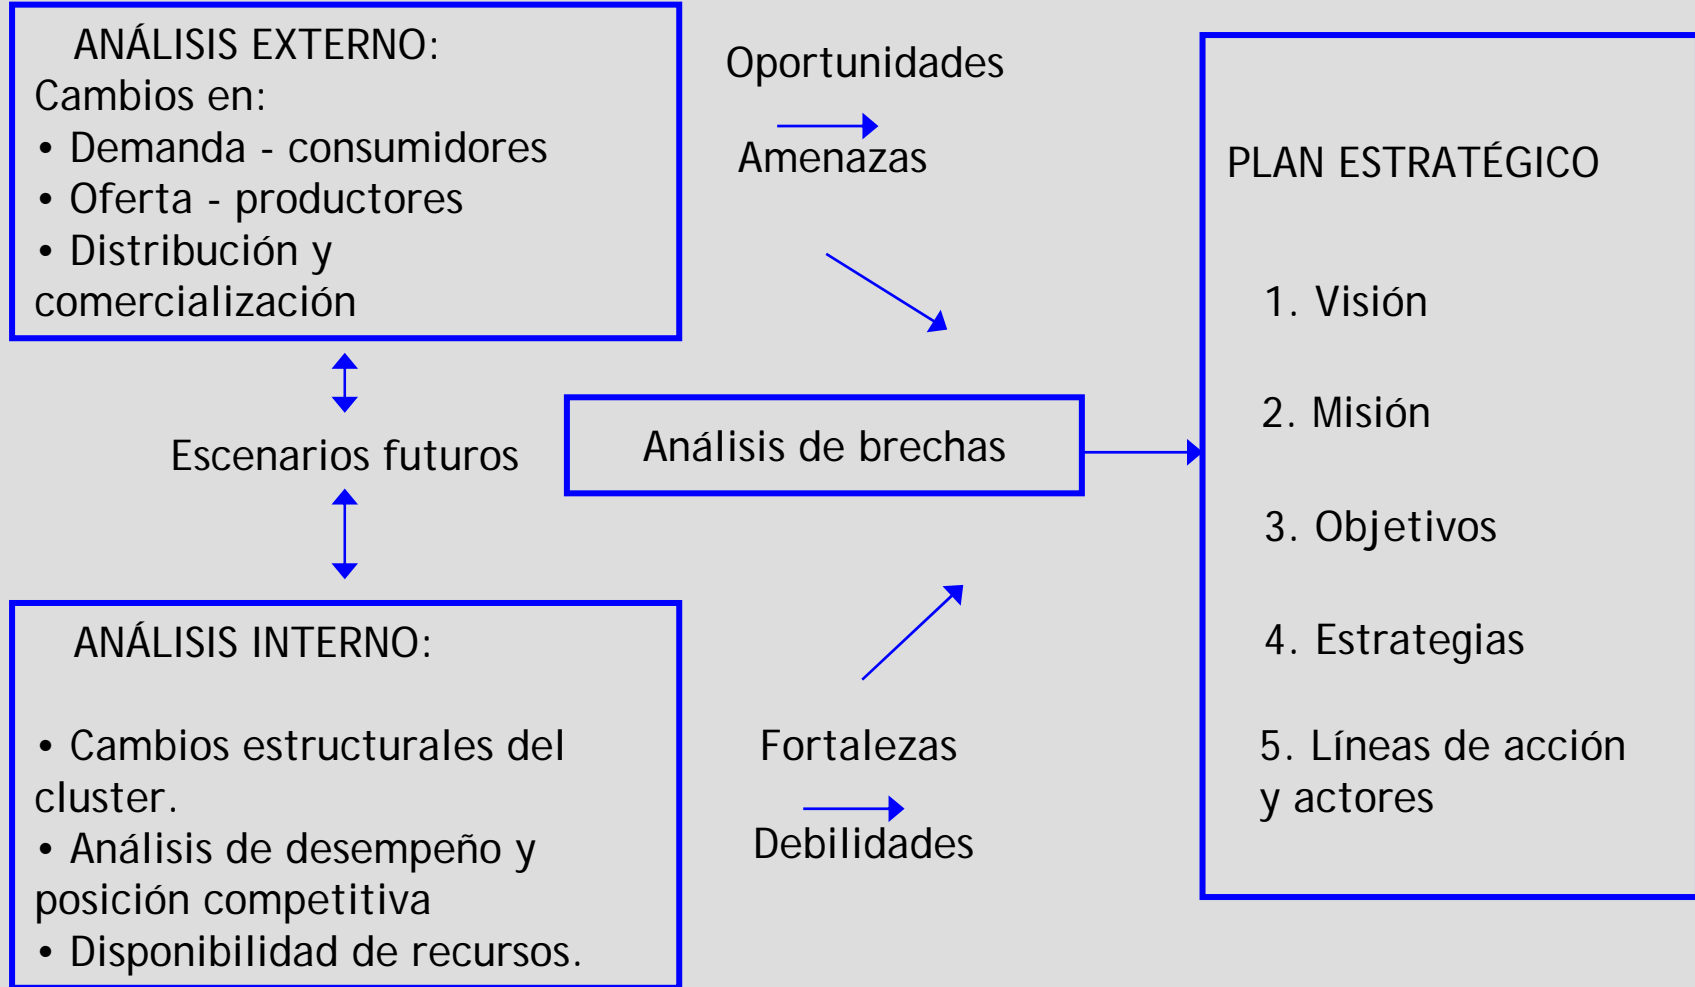 ANÁLISIS EXTERNO:
Cambios en:
• Demanda - consumidores
• Oferta - productores
• Distribución y
comercialización
Oportunidades
Amenazas
Escenarios futuros
Análisis de brechas
ANÁLISIS INTERNO:
• Cambios estructurales del
cluster.
• Análisis de desempeño y
posición competitiva
• Disponibilidad de recursos.
Fortalezas
Debilidades
PLAN ESTRATÉGICO
1. Visión
2. Misión
3. Objetivos
4. Estrategias
5. Líneas de acción
y actores